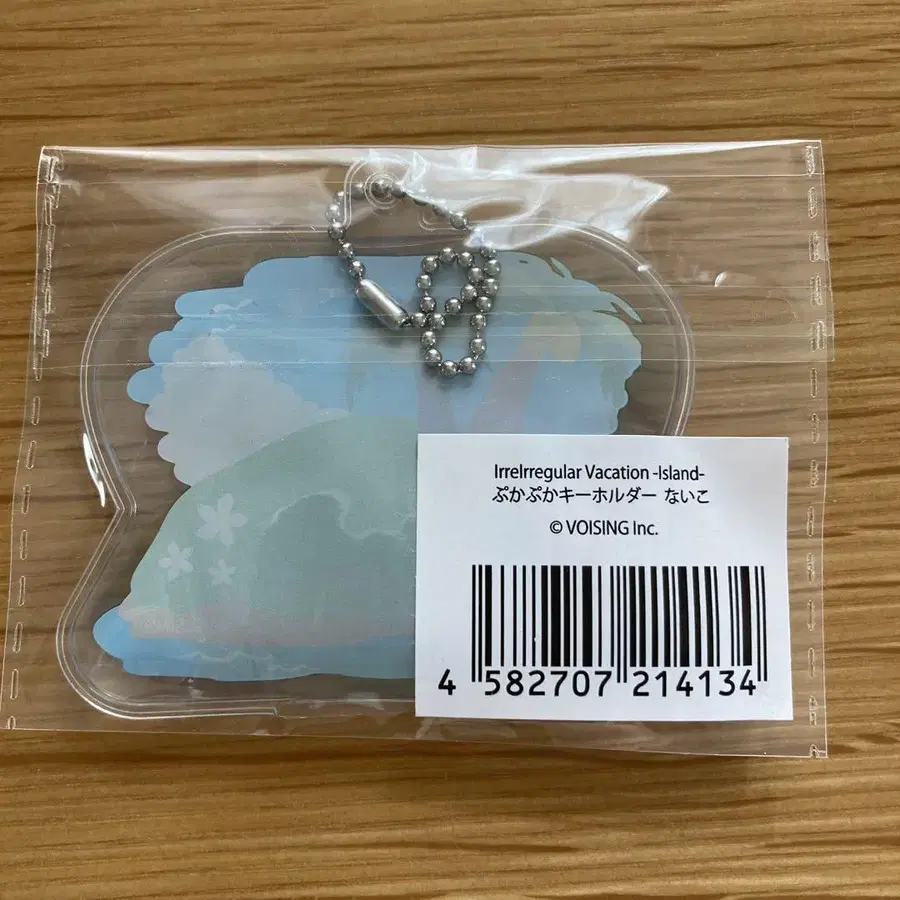 IrreIrregular Vacation -Island-
ぷかぷかキーホルダー ないこ
© VOISING Inc.
4 582707 214134